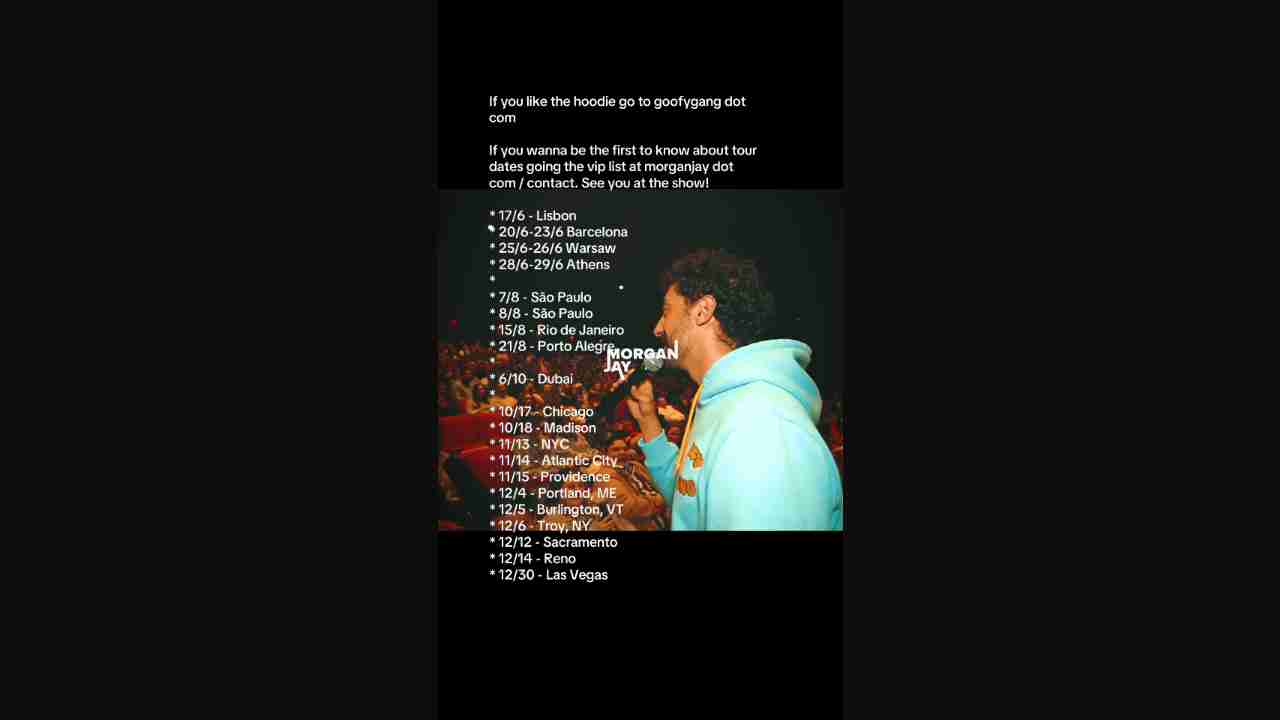 If you like the hoodie go to goofygang dot
com
If you wanna be the first to know about tour
dates going the vip list at morganjay dot
com / contact. See you at the show!
* 17/6 - Lisbon
* 20/6-23/6 Barcelona
* 25/6-26/6 Warsaw
* 28/6-29/6 Athens
*
* 7/8 - São Paulo
* 8/8 - São Paulo
* 15/8 - Rio de Janeiro
* 21/8 - Porto Alegre
MORGAN
JAY
*
* 6/10 - Dubai
*
* 10/17 - Chicago
* 10/18 - Madison
* 11/13 - NYC
* 11/14 - Atlantic City
* 11/15 - Providence
* 12/4 - Portland, ME
* 12/5 - Burlington, VT
* 12/6 - Troy, NY
* 12/12 - Sacramento
* 12/14 - Reno
* 12/30 - Las Vegas